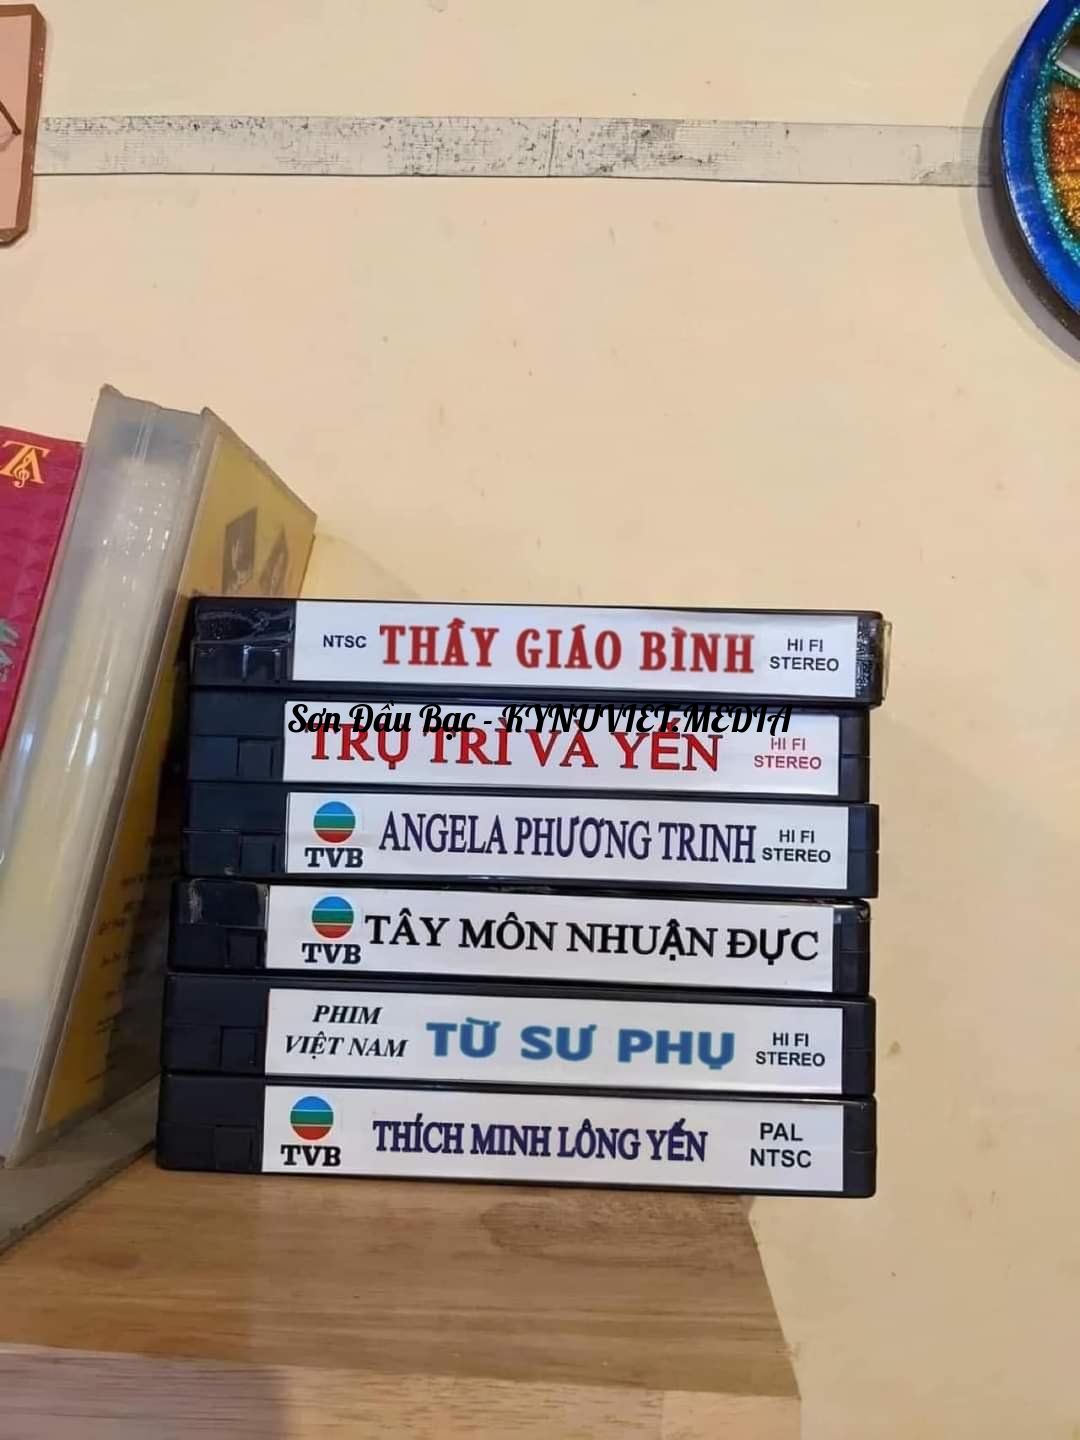 TA
NTSC THẦY GIÁO BÌNH HI FI STEREO
Sơn Đầu Bạc - KYNUVIET.MEDIA
TRỤ TRÌ VÀ YẾN HI FI STEREO
TVB ANGELA PHƯƠNG TRINH HI FI STEREO
TVB TÂY MÔN NHUẬN ĐỰC
PHIM VIỆT NAM TỪ SƯ PHỤ HI FI STEREO
TVB THÍCH MINH LÔNG YẾN PAL NTSC